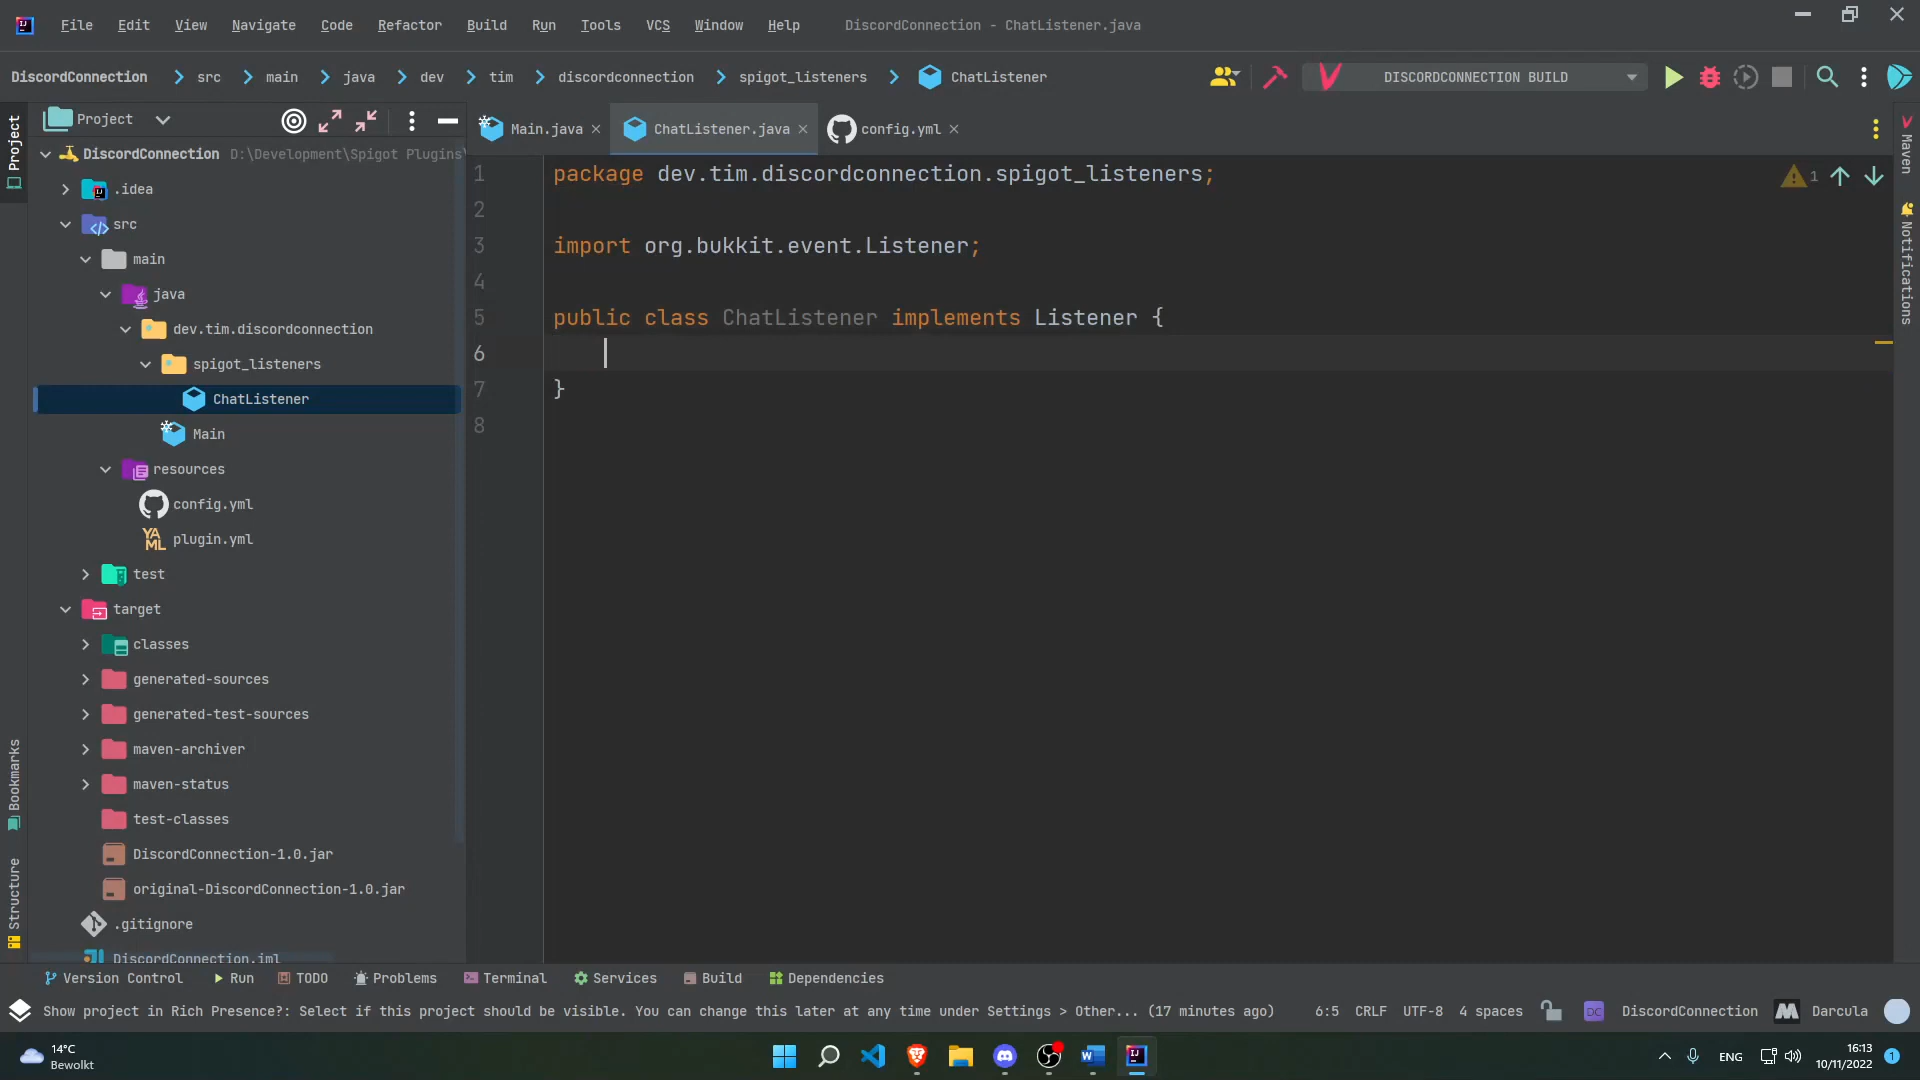 File Edit View Navigate Code Refactor Build Run Tools VCS Window Help DiscordConnection - ChatListener.java
DiscordConnection src main java dev tim discordconnection spigot_listeners ChatListener DISCORDCONNECTION BUILD
Project
Main.java ChatListener.java config.yml
Project
Bookmarks
Structure
DiscordConnection D:\Development\Spigot Plugins\
.idea
src
main
java
dev.tim.discordconnection
spigot_listeners
ChatListener
Main
resources
config.yml
YAML plugin.yml
test
target
classes
generated-sources
generated-test-sources
maven-archiver
maven-status
test-classes
DiscordConnection-1.0.jar
original-DiscordConnection-1.0.jar
.gitignore
DiscordConnection.iml
1 package dev.tim.discordconnection.spigot_listeners;
2
3 import org.bukkit.event.Listener;
4
5 public class ChatListener implements Listener {
6
7 }
8
1
Maven
Notifications
Version Control Run TODO Problems Terminal Services Build Dependencies
Show project in Rich Presence?: Select if this project should be visible. You can change this later at any time under Settings > Other... (17 minutes ago) 6:5 CRLF UTF-8 4 spaces DC DiscordConnection Darcula
14°C
Bewolkt
ENG
16:13
10/11/2022
1